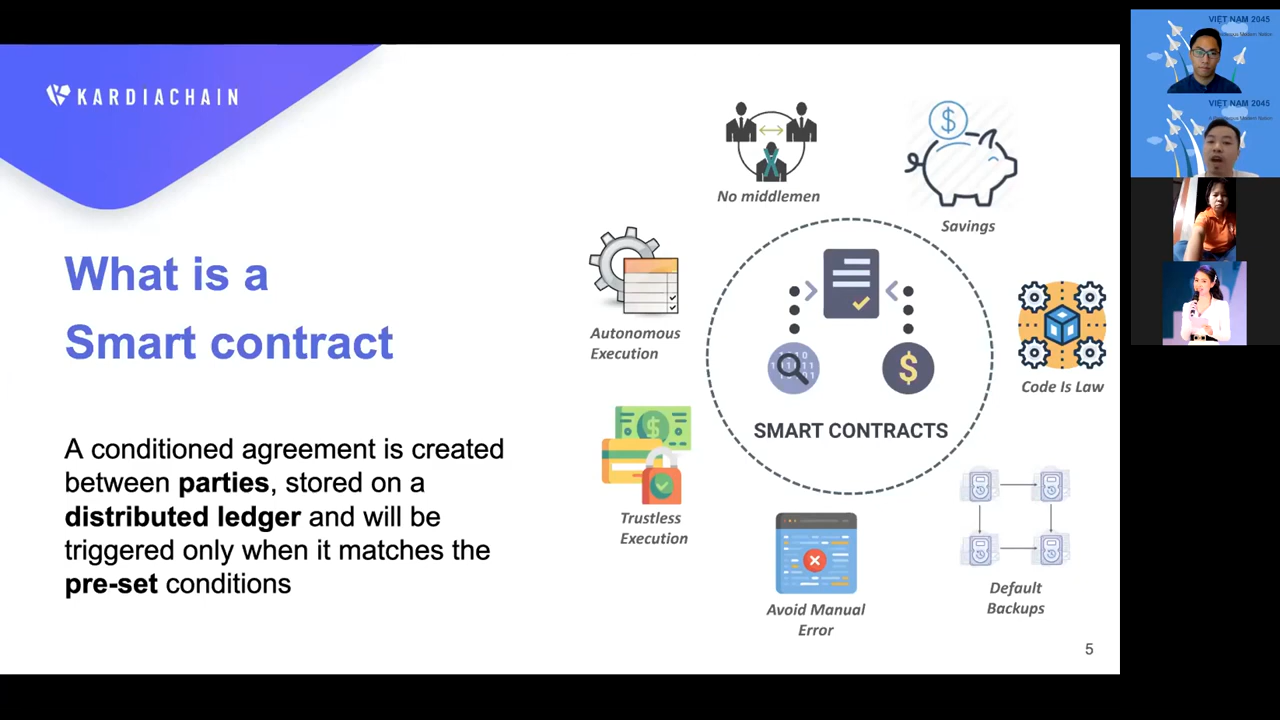 KARDIACHAIN
What is a
Smart contract
A conditioned agreement is created
between parties, stored on a
distributed ledger and will be
triggered only when it matches the
pre-set conditions
No middlemen
Savings
Autonomous
Execution
Code Is Law
SMART CONTRACTS
Trustless
Execution
Avoid Manual
Error
Default
Backups
5
VIỆT NAM 2045
VIỆT NAM 2045